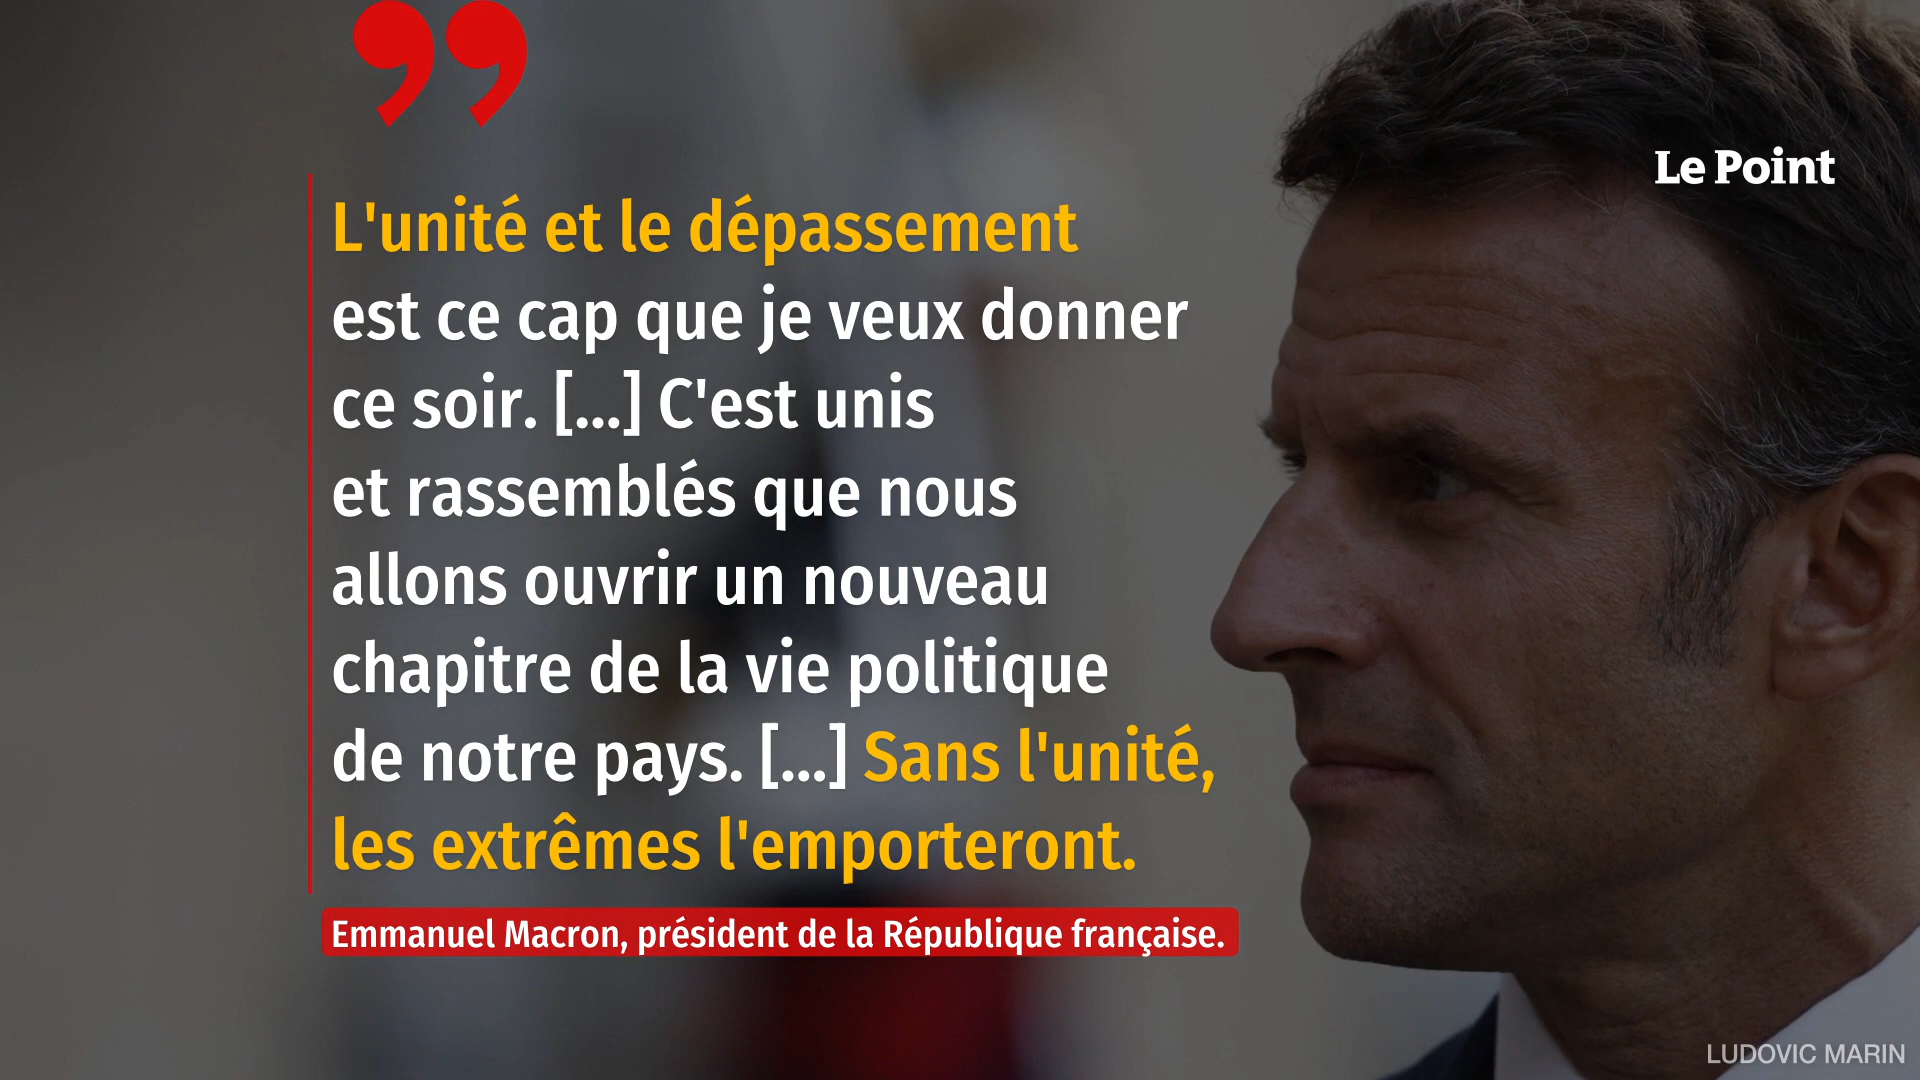 Le Point
L'unité et le dépassement
est ce cap que je veux donner
ce soir. [...] C'est unis
et rassemblés que nous
allons ouvrir un nouveau
chapitre de la vie politique
de notre pays. [...] Sans l'unité,
les extrêmes l'emporteront.
Emmanuel Macron, président de la République française.
LUDOVIC MARIN